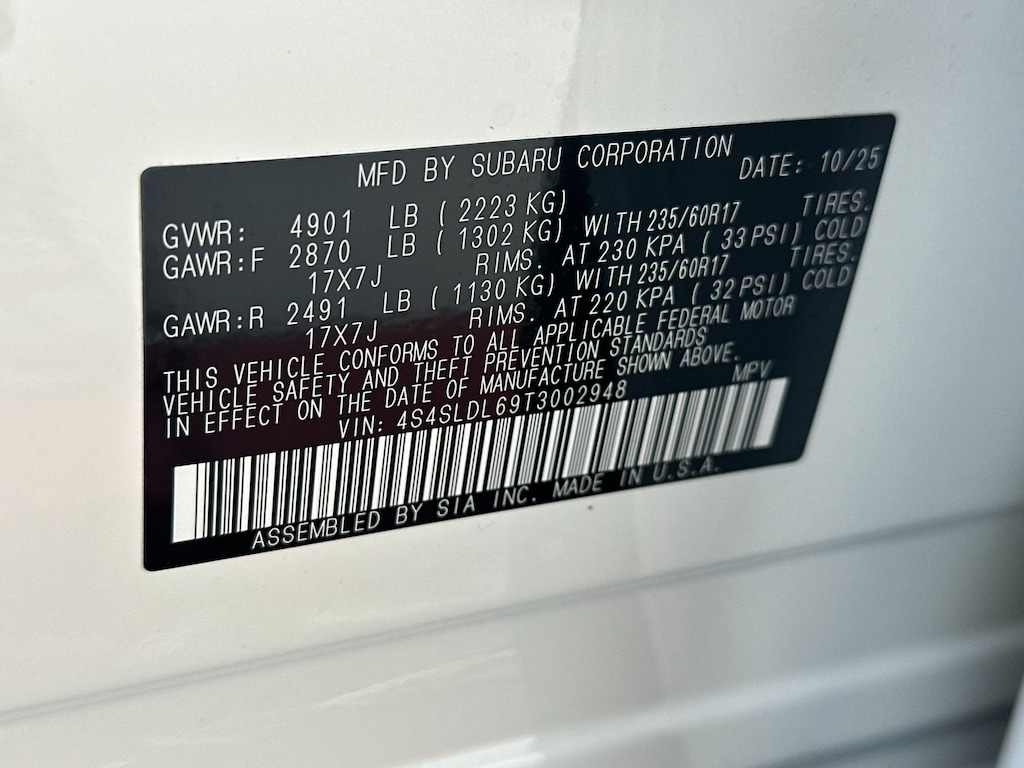 MFD BY SUBARU CORPORATION DATE: 10/25
GVWR: 4901 LB ( 2223 KG)
GAWR:F 2870 LB ( 1302 KG) WITH 235/60R17 TIRES.
17X7J RIMS. AT 230 KPA ( 33 PSI) COLD
GAWR:R 2491 LB ( 1130 KG) WITH 235/60R17 TIRES.
17X7J RIMS. AT 220 KPA ( 32 PSI) COLD
THIS VEHICLE CONFORMS TO ALL APPLICABLE FEDERAL MOTOR
VEHICLE SAFETY AND THEFT PREVENTION STANDARDS
IN EFFECT ON THE DATE OF MANUFACTURE SHOWN ABOVE.
VIN: 4S4SLDL69T3002948 MPV
ASSEMBLED BY SIA INC. MADE IN U.S.A.